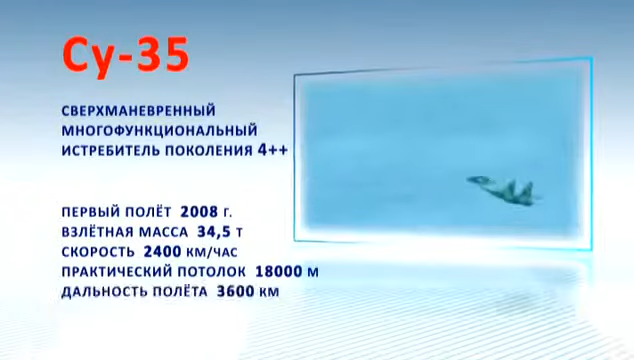 Су-35
СВЕРХМАНЕВРЕННЫЙ
МНОГОФУНКЦИОНАЛЬНЫЙ
ИСТРЕБИТЕЛЬ ПОКОЛЕНИЯ 4++
ПЕРВЫЙ ПОЛЁТ 2008 г.
ВЗЛЁТНАЯ МАССА 34,5 т
СКОРОСТЬ 2400 КМ/ЧАС
ПРАКТИЧЕСКИЙ ПОТОЛОК 18000 м
ДАЛЬНОСТЬ ПОЛЁТА 3600 КМ